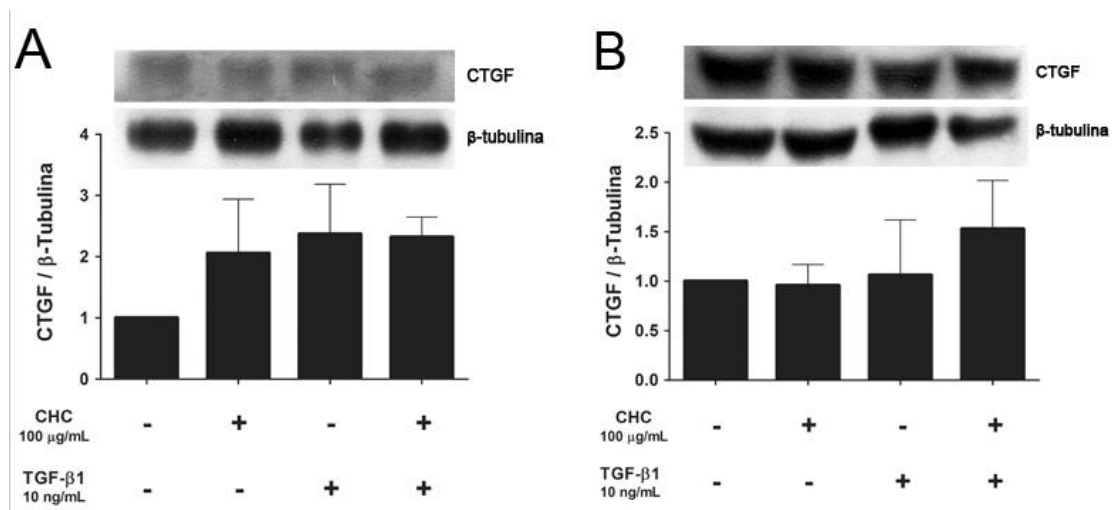 A
CTGF
β-tubulina
4
3
2
1
0
CTGF / β-Tubulina
CHC - + - +
100 µg/mL
TGF-β1 - - + +
10 ng/mL
B
CTGF
β-tubulina
2.5
2.0
1.5
1.0
0.5
0.0
CTGF / β-Tubulina
CHC - + - +
100 µg/mL
TGF-β1 - - + +
10 ng/mL